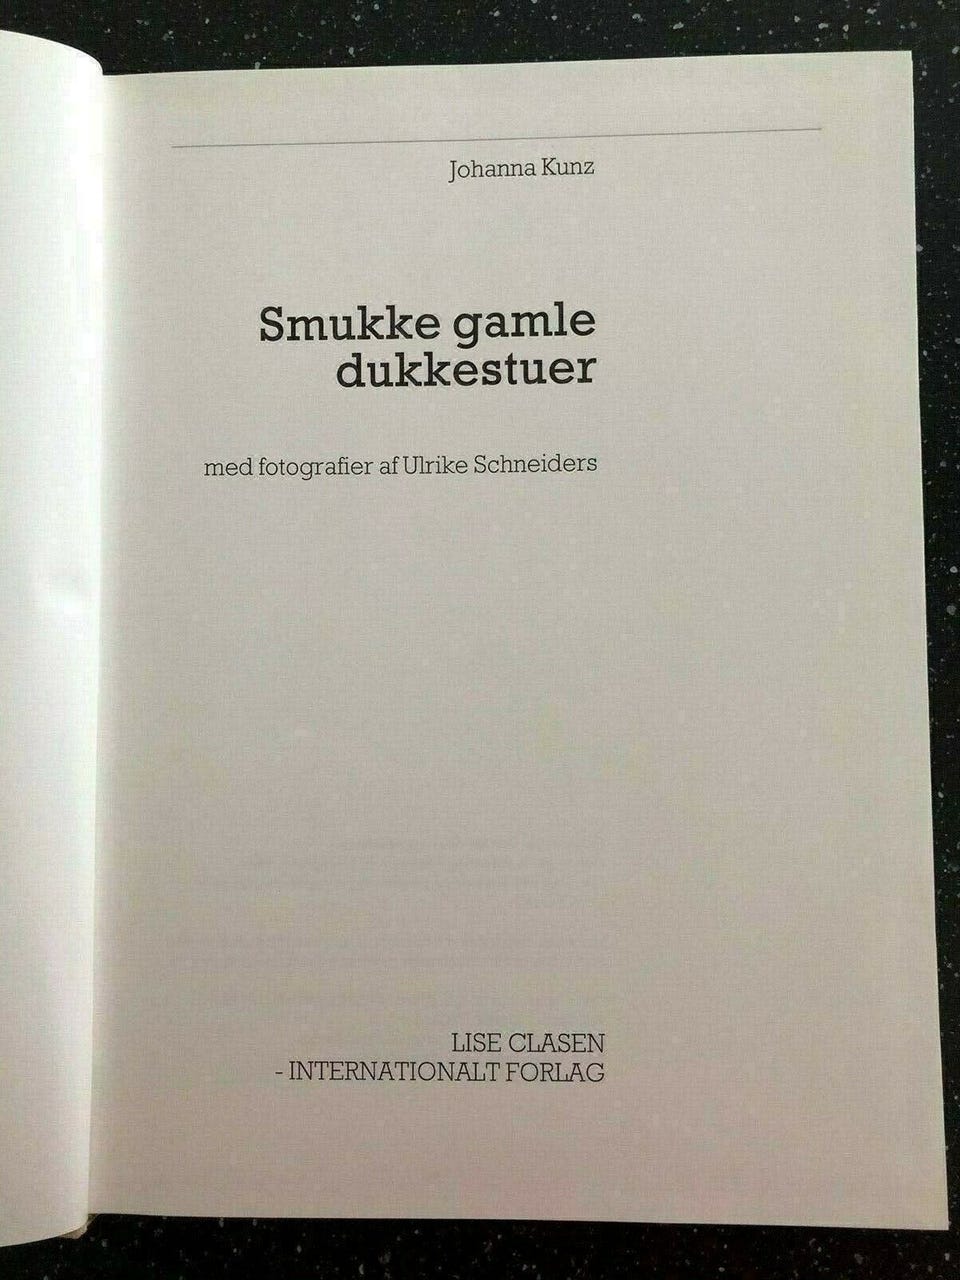 Johanna Kunz
Smukke gamle
dukkestuer
med fotografier af Ulrike Schneiders
LISE CLASEN
- INTERNATIONALT FORLAG